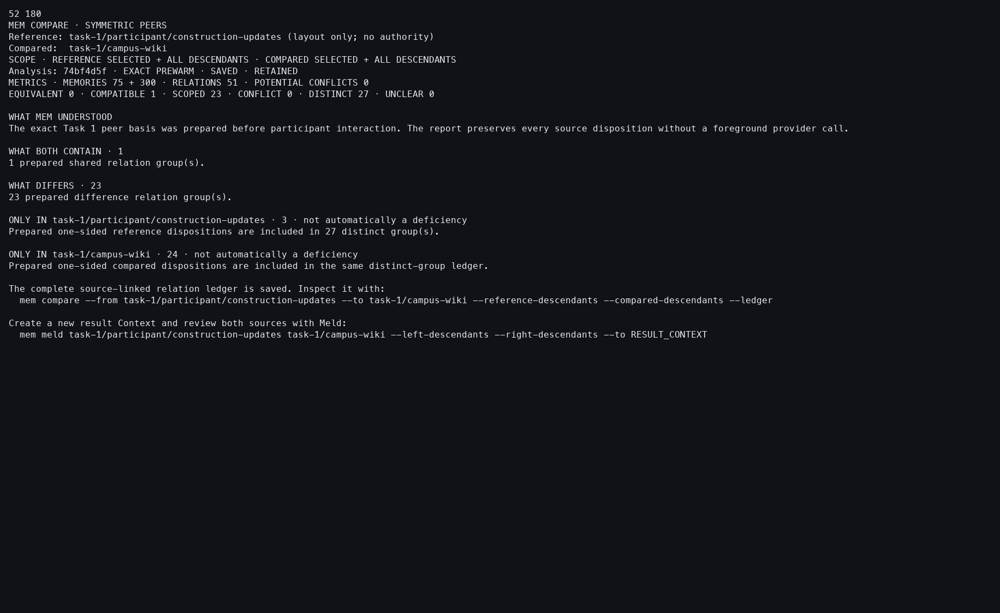 52 180
MEM COMPARE · SYMMETRIC PEERS
Reference: task-1/participant/construction-updates (layout only; no authority)
Compared:  task-1/campus-wiki
SCOPE · REFERENCE SELECTED + ALL DESCENDANTS · COMPARED SELECTED + ALL DESCENDANTS
Analysis: 74bf4d5f · EXACT PREWARM · SAVED · RETAINED
METRICS · MEMORIES 75 + 300 · RELATIONS 51 · POTENTIAL CONFLICTS 0
EQUIVALENT 0 · COMPATIBLE 1 · SCOPED 23 · CONFLICT 0 · DISTINCT 27 · UNCLEAR 0
WHAT MEM UNDERSTOOD
The exact Task 1 peer basis was prepared before participant interaction. The report preserves every source disposition without a foreground provider call.
WHAT BOTH CONTAIN · 1
1 prepared shared relation group(s).
WHAT DIFFERS · 23
23 prepared difference relation group(s).
ONLY IN task-1/participant/construction-updates · 3 · not automatically a deficiency
Prepared one-sided reference dispositions are included in 27 distinct group(s).
ONLY IN task-1/campus-wiki · 24 · not automatically a deficiency
Prepared one-sided compared dispositions are included in the same distinct-group ledger.
The complete source-linked relation ledger is saved. Inspect it with:
  mem compare --from task-1/participant/construction-updates --to task-1/campus-wiki --reference-descendants --compared-descendants --ledger
Create a new result Context and review both sources with Meld:
  mem meld task-1/participant/construction-updates task-1/campus-wiki --left-descendants --right-descendants --to RESULT_CONTEXT